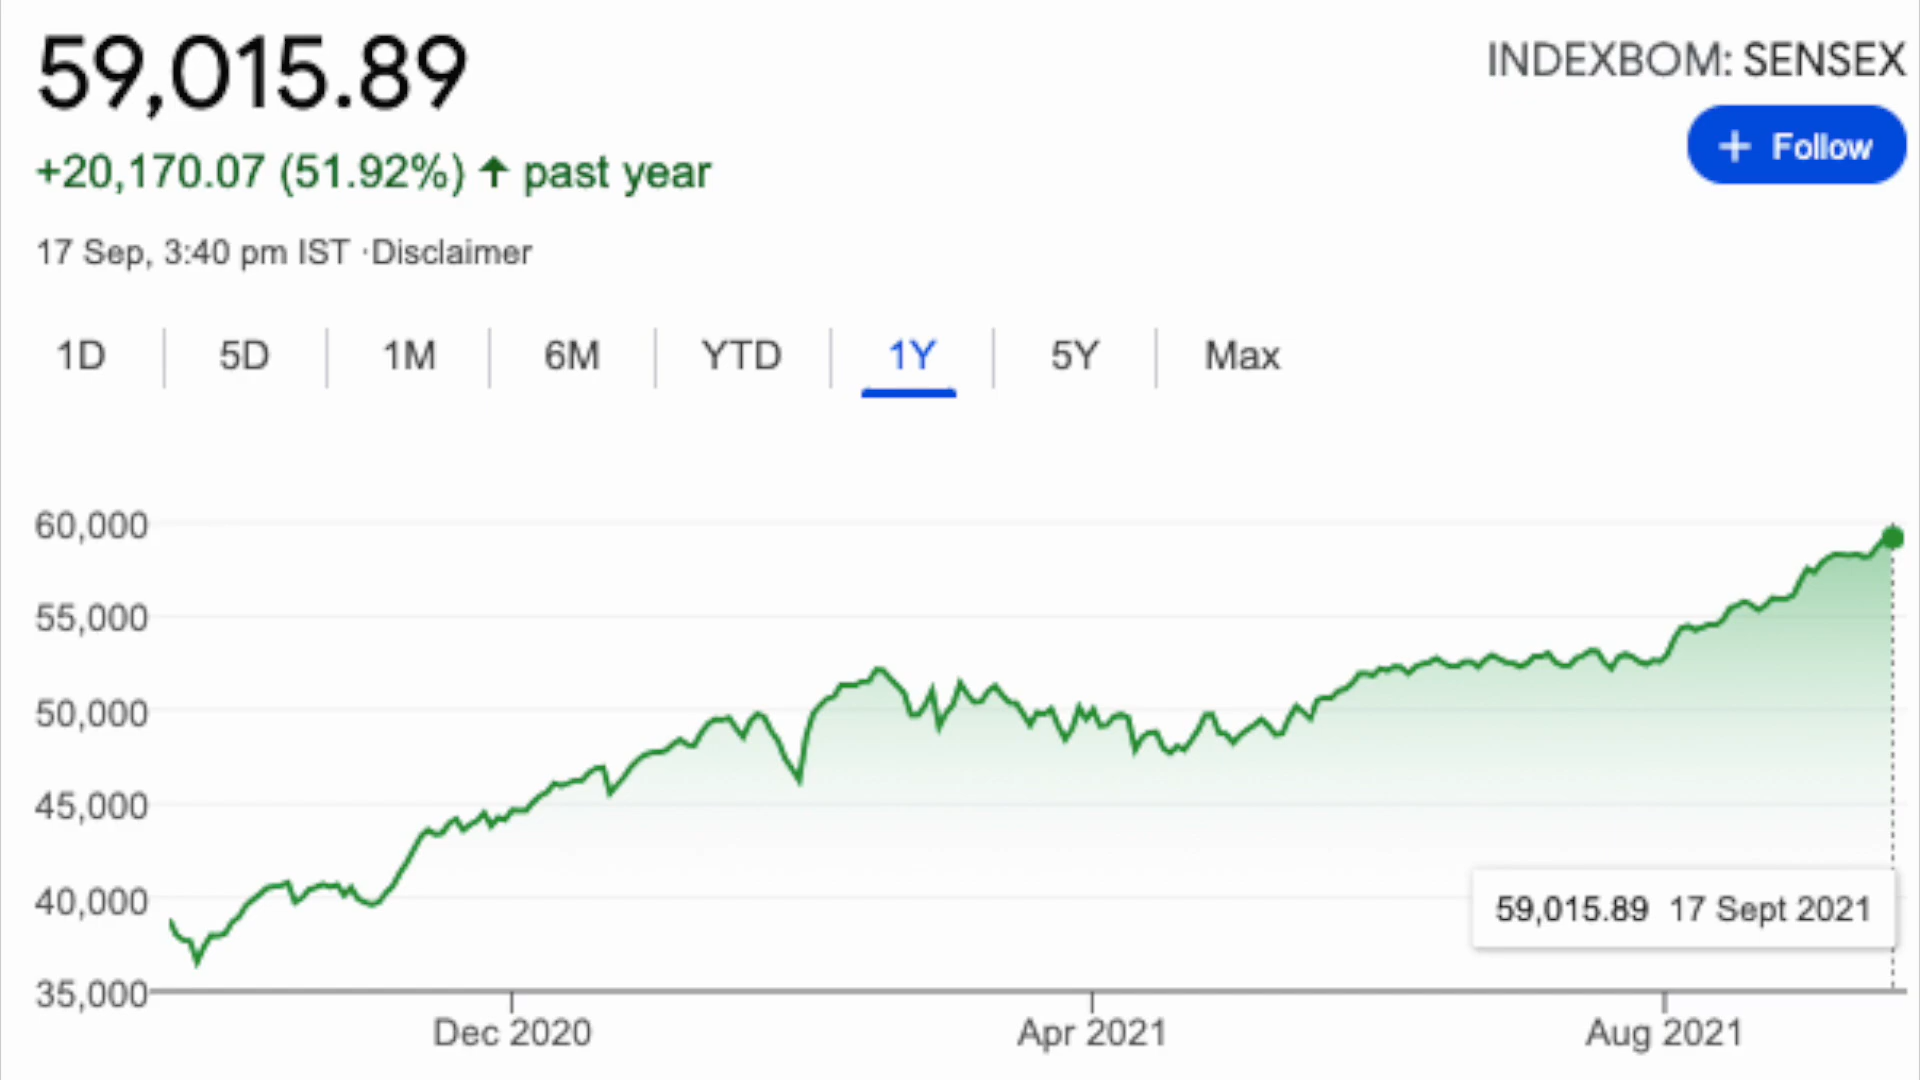 59,015.89
INDEXBOM: SENSEX
+20,170.07 (51.92%) ↑ past year
+ Follow
17 Sep, 3:40 pm IST ·Disclaimer
1D 5D 1M 6M YTD 1Y 5Y Max
60,000
55,000
50,000
45,000
40,000
59,015.89 17 Sept 2021
35,000
Dec 2020 Apr 2021 Aug 2021